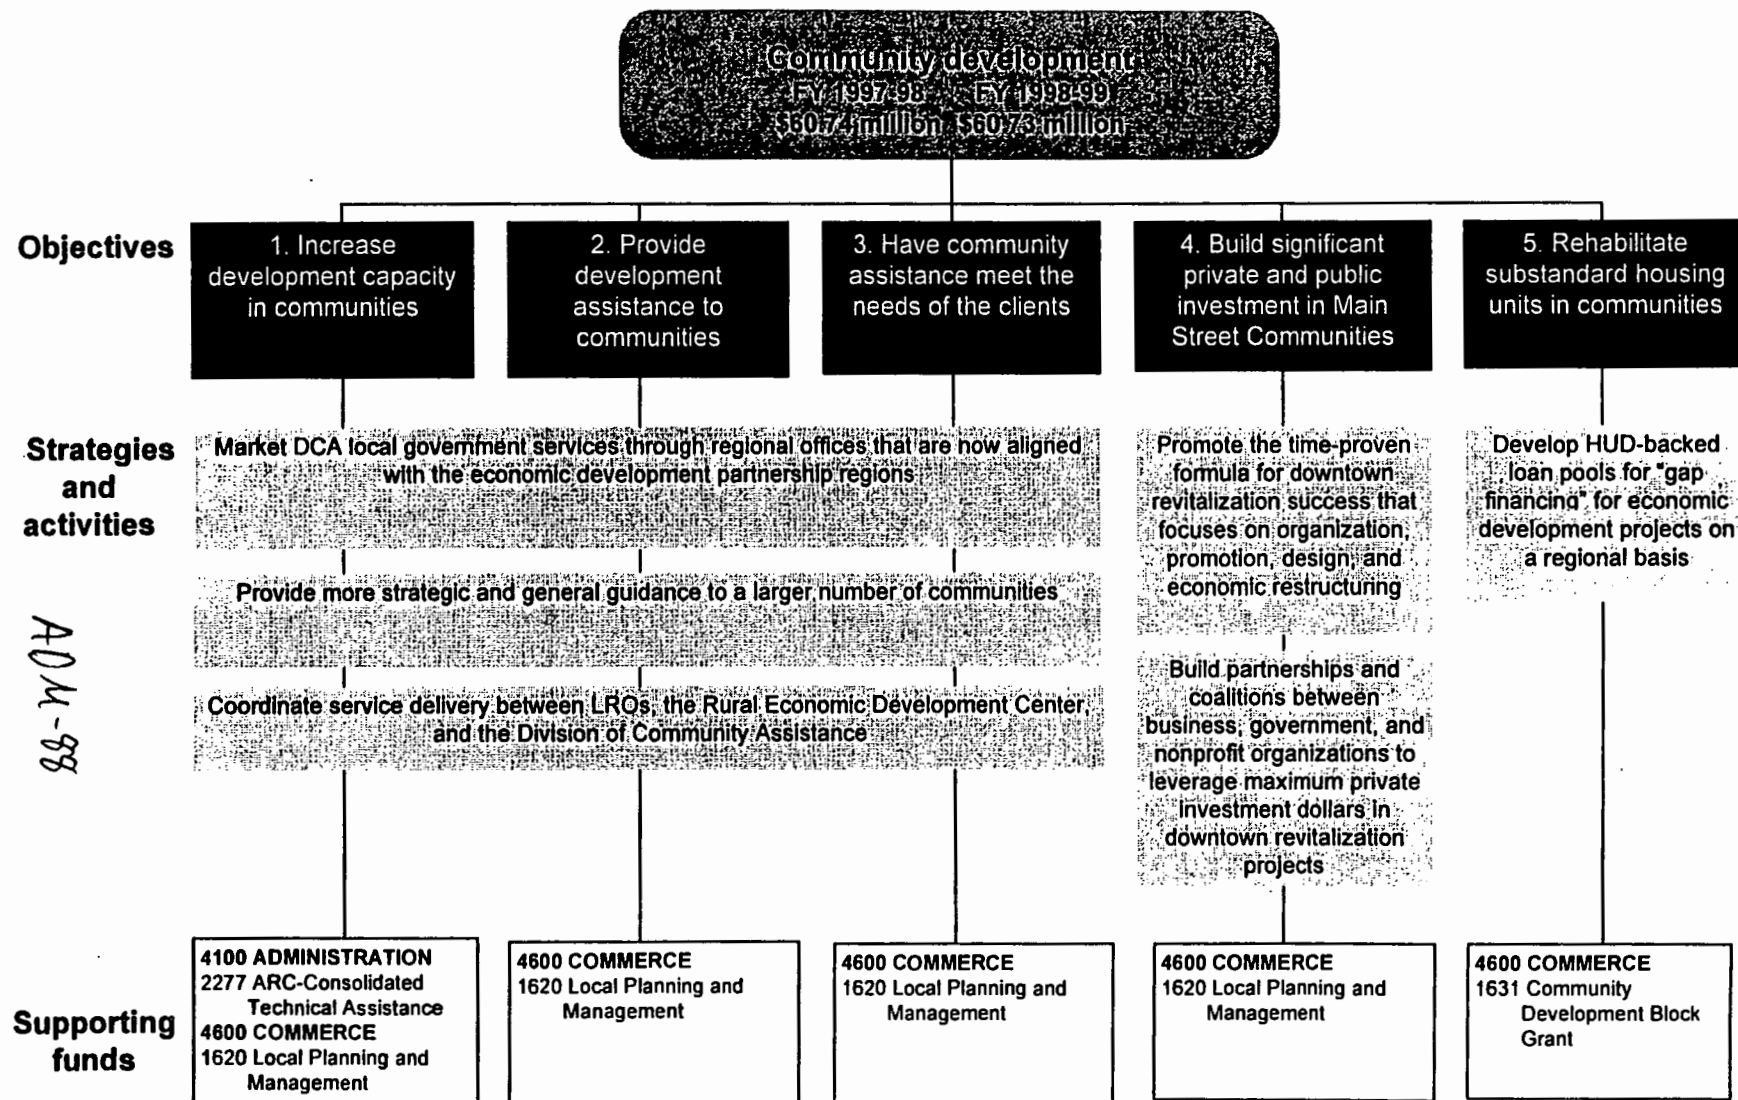 Community development
FY 1997-98 FY 1998-99
$60.74 million $60.73 million
Objectives
1. Increase
development capacity
in communities
2. Provide
development
assistance to
communities
3. Have community
assistance meet the
needs of the clients
4. Build significant
private and public
investment in Main
Street Communities
5. Rehabilitate
substandard housing
units in communities
Strategies
and
activities
Market DCA local government services through regional offices that are now aligned
with the economic development partnership regions
Provide more strategic and general guidance to a larger number of communities
Coordinate service delivery between LROs, the Rural Economic Development Center,
and the Division of Community Assistance
Promote the time-proven
formula for downtown
revitalization success that
focuses on organization,
promotion, design, and
economic restructuring
Build partnerships and
coalitions between
business, government, and
nonprofit organizations to
leverage maximum private
investment dollars in
downtown revitalization
projects
Develop HUD-backed
loan pools for "gap
financing" for economic
development projects on
a regional basis
Supporting
funds
4100 ADMINISTRATION
2277 ARC-Consolidated
Technical Assistance
4600 COMMERCE
1620 Local Planning and
Management
4600 COMMERCE
1620 Local Planning and
Management
4600 COMMERCE
1620 Local Planning and
Management
4600 COMMERCE
1620 Local Planning and
Management
4600 COMMERCE
1631 Community
Development Block
Grant